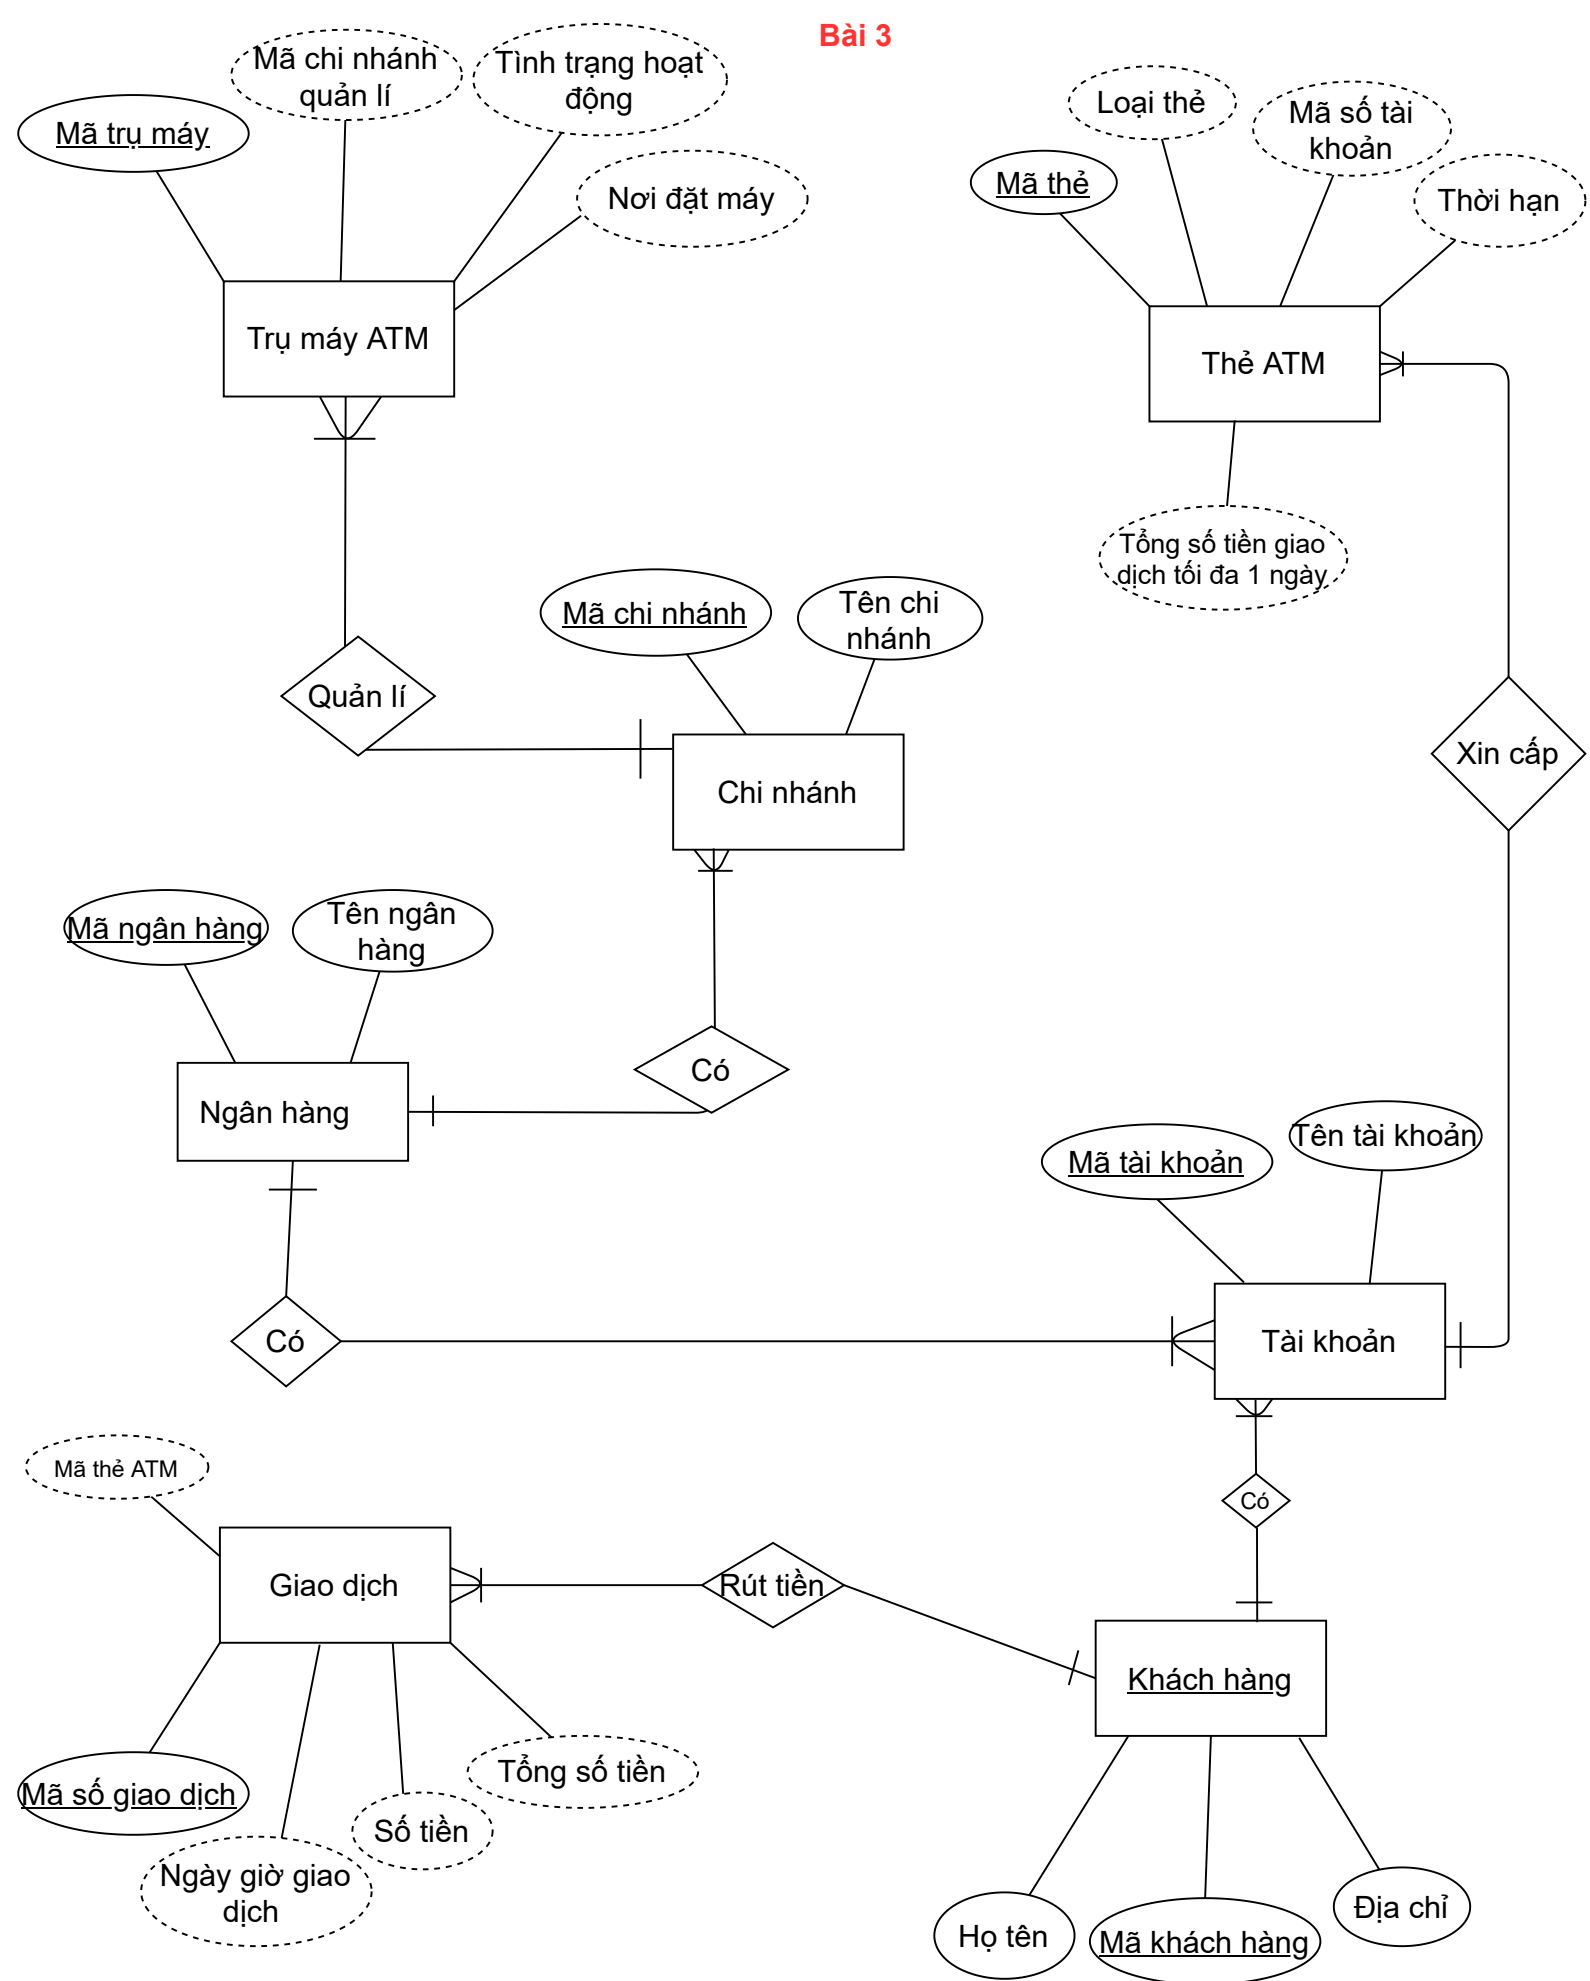 Bài 3
Mã chi nhánh
quản lí
Tình trạng hoạt
động
Mã trụ máy
Nơi đặt máy
Trụ máy ATM
Loại thẻ
Mã số tài
khoản
Mã thẻ
Thời hạn
Thẻ ATM
Tổng số tiền giao
dịch tối đa 1 ngày
Mã chi nhánh
Tên chi
nhánh
Quản lí
Xin cấp
Chi nhánh
Mã ngân hàng
Tên ngân
hàng
Có
Ngân hàng
Mã tài khoản
Tên tài khoản
Có
Tài khoản
Mã thẻ ATM
Có
Giao dịch
Rút tiền
Khách hàng
Mã số giao dịch
Tổng số tiền
Số tiền
Ngày giờ giao
dịch
Họ tên
Mã khách hàng
Địa chỉ